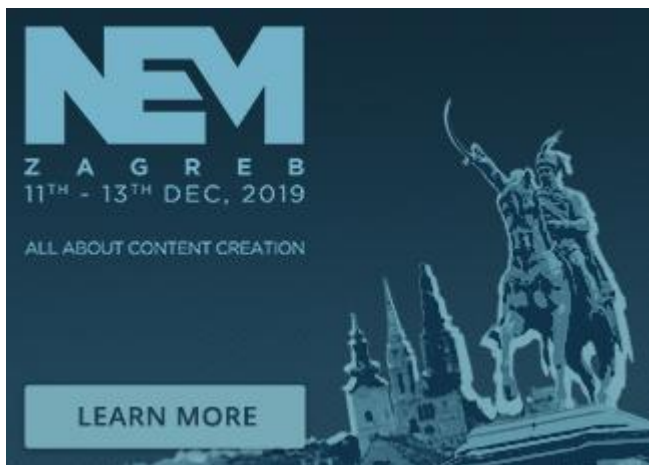 NEM
ZAGREB
11TH - 13TH DEC, 2019
ALL ABOUT CONTENT CREATION
LEARN MORE